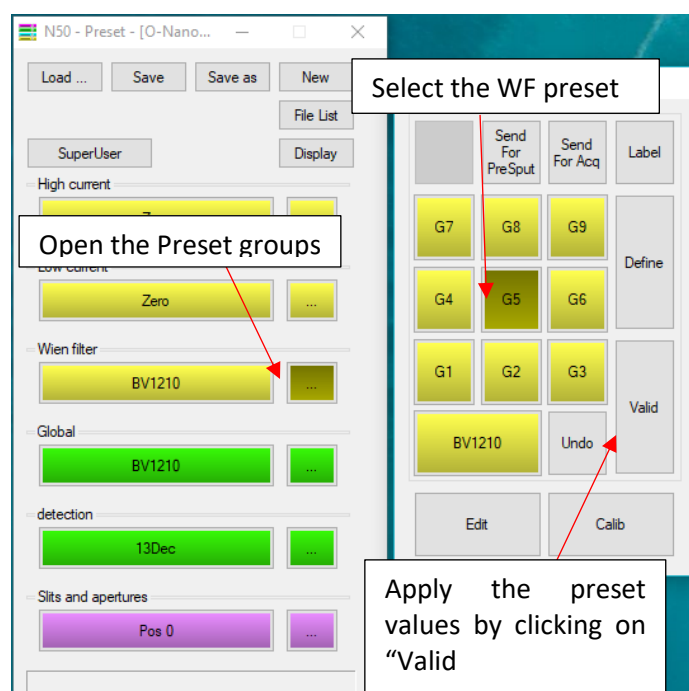 N50 - Preset - [O-Nano...
Load ... Save Save as New
File List
SuperUser Display
High current
...
Open the Preset groups
Low current
Zero ...
Wien filter
BV1210 ...
Global
BV1210 ...
detection
13Dec ...
Slits and apertures
Pos 0 ...
Select the WF preset
Send For PreSput
Send For Acq
Label
G7 G8 G9
Define
G4 G5 G6
G1 G2 G3
Valid
BV1210 Undo
Edit Calib
Apply the preset
values by clicking on
“Valid